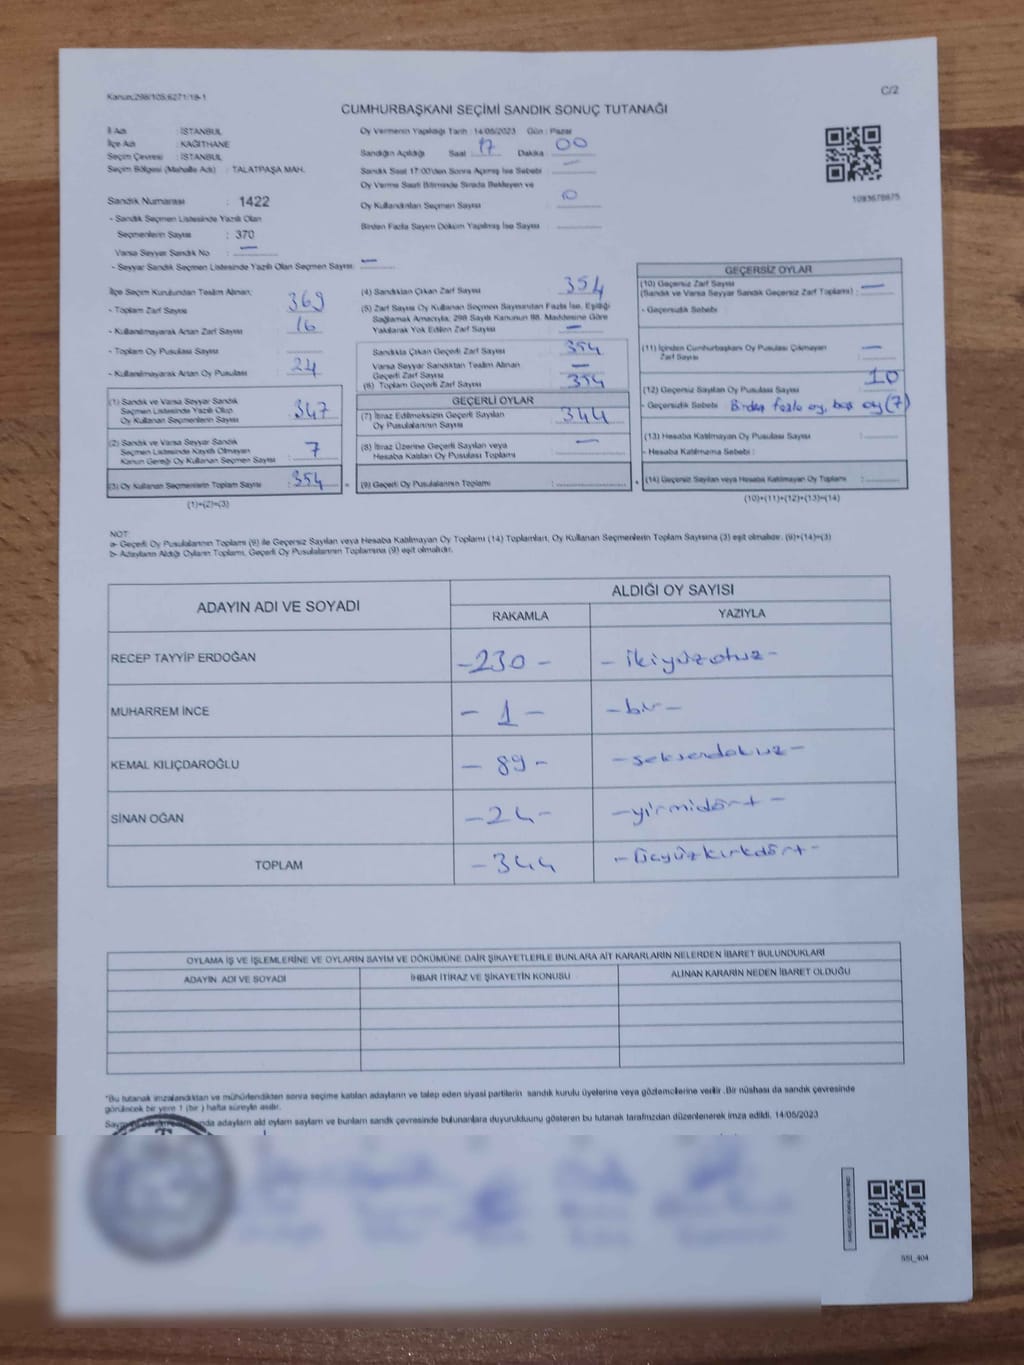 Kanun:298/105;6271/19-1
C/2
CUMHURBAŞKANI SEÇİMİ SANDIK SONUÇ TUTANAĞI
İl Adı : İSTANBUL
İlçe Adı : KAĞITHANE
Seçim Çevresi : İSTANBUL
Seçim Bölgesi (Mahalle Adı) : TALATPAŞA MAH.
Sandık Numarası : 1422
- Sandık Seçmen Listesinde Yazılı Olan
Seçmenlerin Sayısı : 370
Varsa Seyyar Sandık No : —
- Seyyar Sandık Seçmen Listesinde Yazılı Olan Seçmen Sayısı: —
Oy Vermenin Yapıldığı Tarih : 14/05/2023 Gün : Pazar
Sandığın Açıldığı Saat : 17 Dakika : 00
Sandık Saat 17:00'den Sonra Açılmış İse Sebebi : —
Oy Verme Saati Bitiminde Sırada Bekleyen ve
Oy Kullandırılan Seçmen Sayısı : 0
Birden Fazla Sayım Döküm Yapılmış İse Sayısı :
1093678675
İlçe Seçim Kurulundan Teslim Alınan;
- Toplam Zarf Sayısı : 369
- Kullanılmayarak Artan Zarf Sayısı : 16
- Toplam Oy Pusulası Sayısı :
- Kullanılmayarak Artan Oy Pusulası : 24
(1) Sandık ve Varsa Seyyar Sandık
Seçmen Listesinde Yazılı Olup
Oy Kullanan Seçmenlerin Sayısı : 347
(2) Sandık ve Varsa Seyyar Sandık
Seçmen Listesinde Kayıtlı Olmayan
Kanun Gereği Oy Kullanan Seçmen Sayısı : 7
(3) Oy Kullanan Seçmenlerin Toplam Sayısı : 354
(1)+(2)=(3)
(4) Sandıktan Çıkan Zarf Sayısı : 354
(5) Zarf Sayısı Oy Kullanan Seçmen Sayısından Fazla İse, Eşitliği
Sağlamak Amacıyla, 298 Sayılı Kanunun 98. Maddesine Göre
Yakılarak Yok Edilen Zarf Sayısı : —
Sandıkta Çıkan Geçerli Zarf Sayısı : 354
Varsa Seyyar Sandıktan Teslim Alınan
Geçerli Zarf Sayısı : —
(6) Toplam Geçerli Zarf Sayısı : 354
GEÇERLİ OYLAR
(7) İtiraz Edilmeksizin Geçerli Sayılan
Oy Pusulasının Sayısı : 344
(8) İtiraz Üzerine Geçerli Sayılan veya
Hesaba Katılan Oy Pusulası Toplamı : —
(9) Geçerli Oy Pusulalarının Toplamı :
GEÇERSİZ OYLAR
(10) Geçersiz Zarf Sayısı
(Sandık ve Varsa Seyyar Sandık Geçersiz Zarf Toplamı) : —
- Geçersizlik Sebebi :
(11) İçinden Cumhurbaşkanı Oy Pusulası Çıkmayan
Zarf Sayısı : —
(12) Geçersiz Sayılan Oy Pusulası Sayısı : 10
- Geçersizlik Sebebi : Birden fazla oy, boş oy (7)
(13) Hesaba Katılmayan Oy Pusulası Sayısı :
- Hesaba Katılmama Sebebi :
(14) Geçersiz Sayılan veya Hesaba Katılmayan Oy Toplamı :
(10)+(11)+(12)+(13)=(14)
NOT:
a- Geçerli Oy Pusulalarının Toplamı (9) ile Geçersiz Sayılan veya Hesaba Katılmayan Oy Toplamı (14) Toplamları, Oy Kullanan Seçmenlerin Toplam Sayısına (3) eşit olmalıdır. (9)+(14)=(3)
b- Adayların Aldığı Oyların Toplamı, Geçerli Oy Pusulalarının Toplamına (9) eşit olmalıdır.
ADAYIN ADI VE SOYADI
ALDIĞI OY SAYISI
RAKAMLA YAZIYLA
RECEP TAYYİP ERDOĞAN -230- -ikiyüzotuz-
MUHARREM İNCE -1- -bir-
KEMAL KILIÇDAROĞLU -89- -seksendokuz-
SİNAN OĞAN -24- -yirmidört-
TOPLAM -344- -Üçyüzkırkdört-
OYLAMA İŞ VE İŞLEMLERİNE VE OYLARIN SAYIM VE DÖKÜMÜNE DAİR ŞİKAYETLERLE BUNLARA AİT KARARLARIN NELERDEN İBARET BULUNDUKLARI
ADAYIN ADI VE SOYADI İHBAR İTİRAZ VE ŞİKAYETİN KONUSU ALINAN KARARIN NEDEN İBARET OLDUĞU
*Bu tutanak imzalandıktan ve mühürlendikten sonra seçime katılan adayların ve talep eden siyasi partilerin sandık kurulu üyelerine veya gözlemcilerine verilir. Bir nüshası da sandık çevresinde
görülecek bir yere 1 (bir ) hafta süreyle asılır.
adayların oyların bunların sandık çevresinde bulunanlara duyurulduğunu gösteren bu tutanak tarafımızdan düzenlenerek imza edildi. 14/05/2023
SSL_404